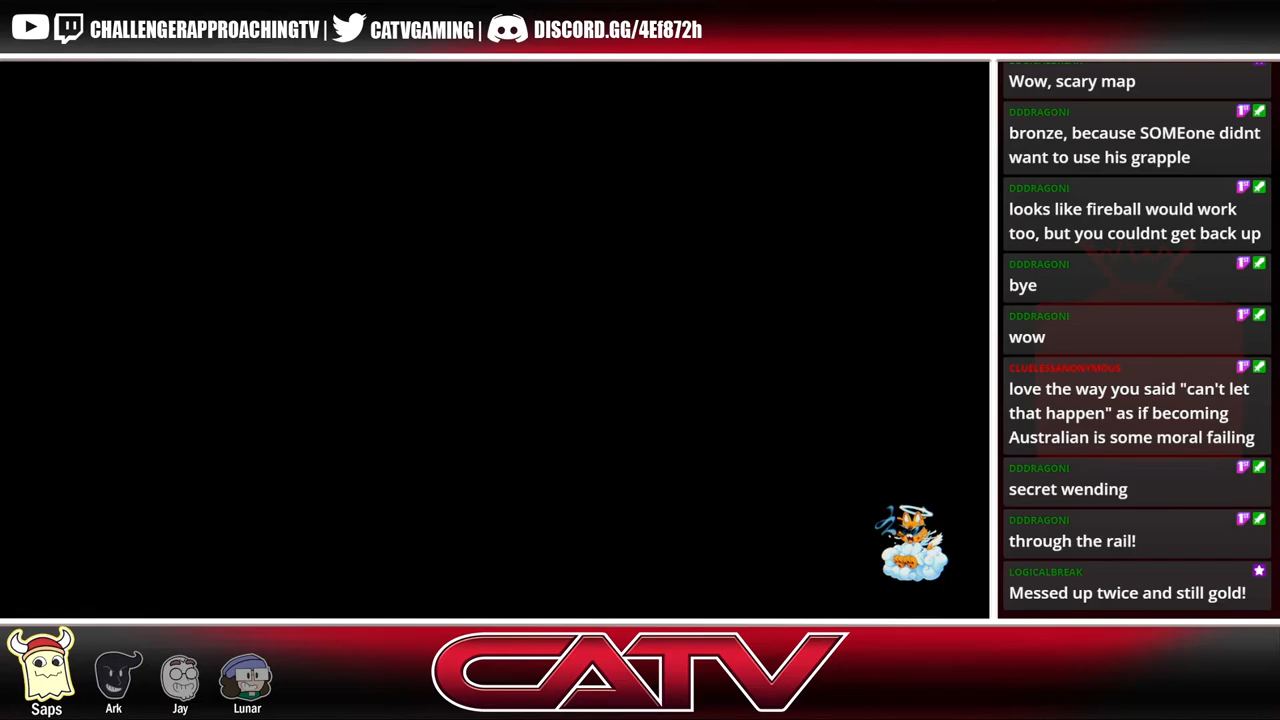 CHALLENGERAPPROACHINGTV | CATVGAMING | DISCORD.GG/4Ef872h
Wow, scary map
DDDRAGONI
bronze, because SOMEone didnt
want to use his grapple
DDDRAGONI
looks like fireball would work
too, but you couldnt get back up
DDDRAGONI
bye
DDDRAGONI
wow
CLUELESSANONYMOUS
love the way you said "can't let
that happen" as if becoming
Australian is some moral failing
DDDRAGONI
secret wending
DDDRAGONI
through the rail!
LOGICALBREAK
Messed up twice and still gold!
Saps
Ark
Jay
Lunar
CATV